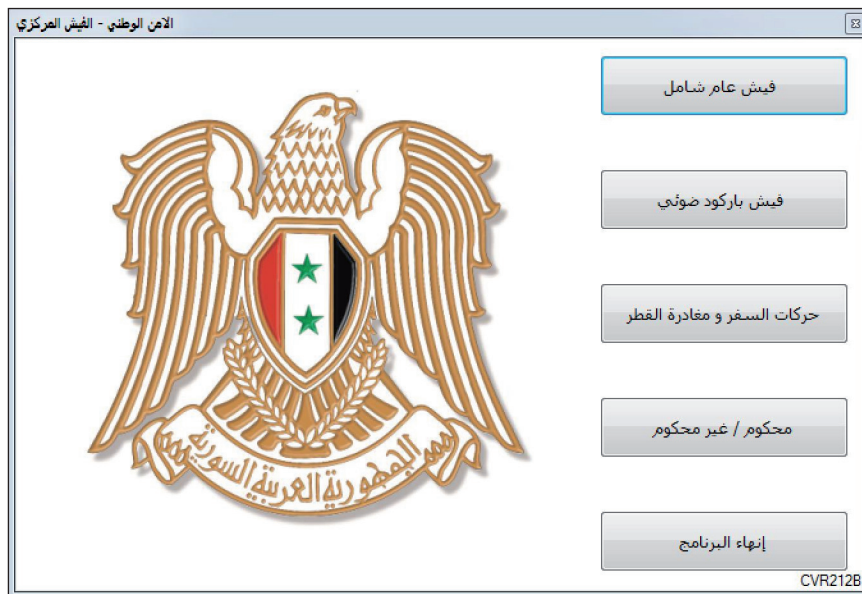 الامن الوطني - الفيش المركزي
فيش عام شامل
فيش باركود ضوئي
حركات السفر و مغادرة القطر
محكوم / غير محكوم
إنهاء البرنامج
الجمهورية العربية السورية
CVR212B